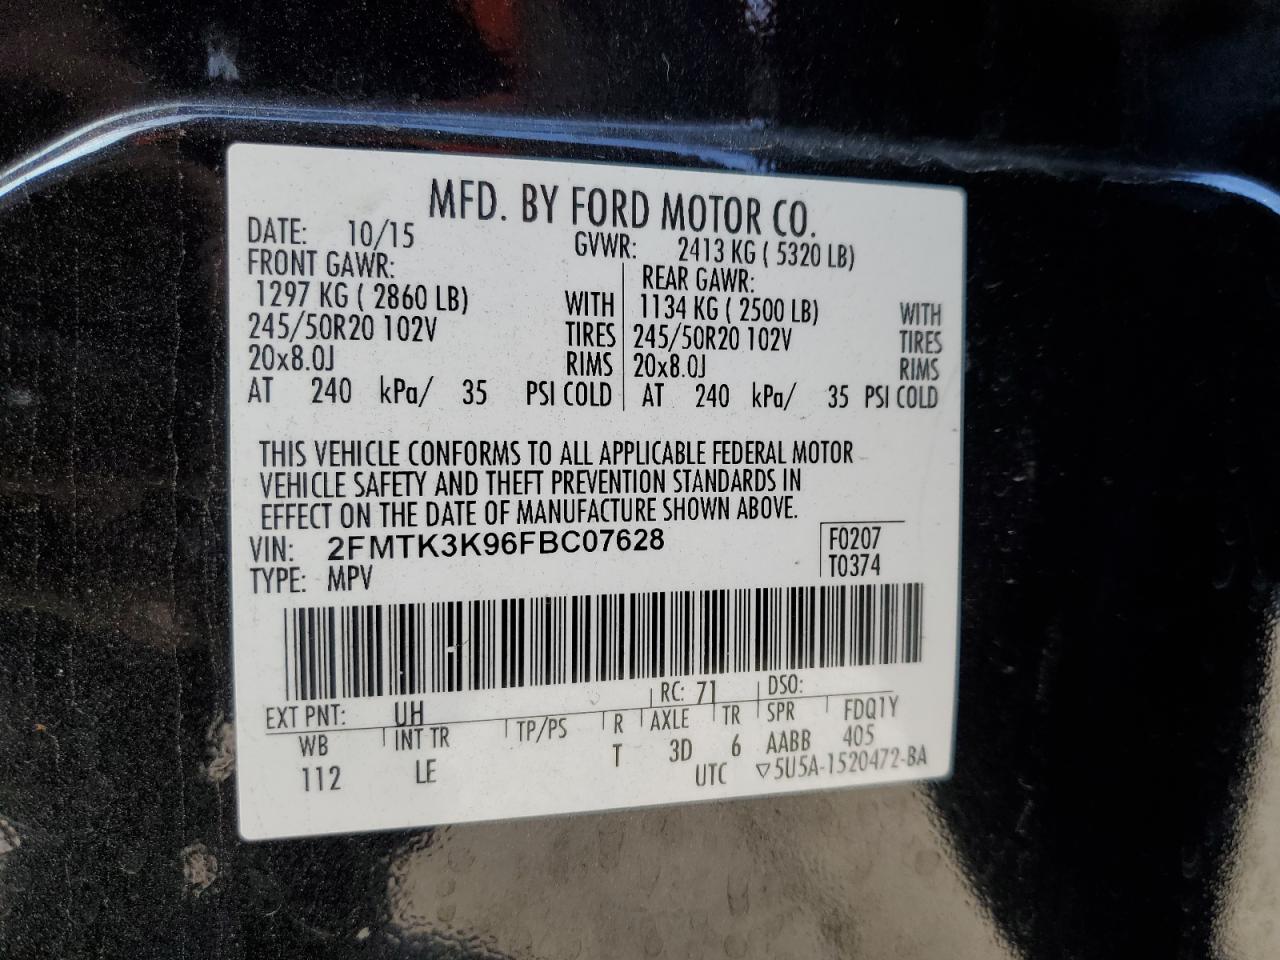 MFD. BY FORD MOTOR CO.
DATE: 10/15 GVWR: 2413 KG ( 5320 LB)
FRONT GAWR: REAR GAWR:
1297 KG ( 2860 LB) WITH 1134 KG ( 2500 LB) WITH
245/50R20 102V TIRES 245/50R20 102V TIRES
20x8.0J RIMS 20x8.0J RIMS
AT 240 kPa/ 35 PSI COLD AT 240 kPa/ 35 PSI COLD
THIS VEHICLE CONFORMS TO ALL APPLICABLE FEDERAL MOTOR
VEHICLE SAFETY AND THEFT PREVENTION STANDARDS IN
EFFECT ON THE DATE OF MANUFACTURE SHOWN ABOVE.
VIN: 2FMTK3K96FBC07628 F0207
TYPE: MPV T0374
EXT PNT: UH RC: 71 DSO:
WB INT TR TP/PS R AXLE TR SPR FDQ1Y
112 LE T 3D 6 AABB 405
UTC ▽5U5A-1520472-BA